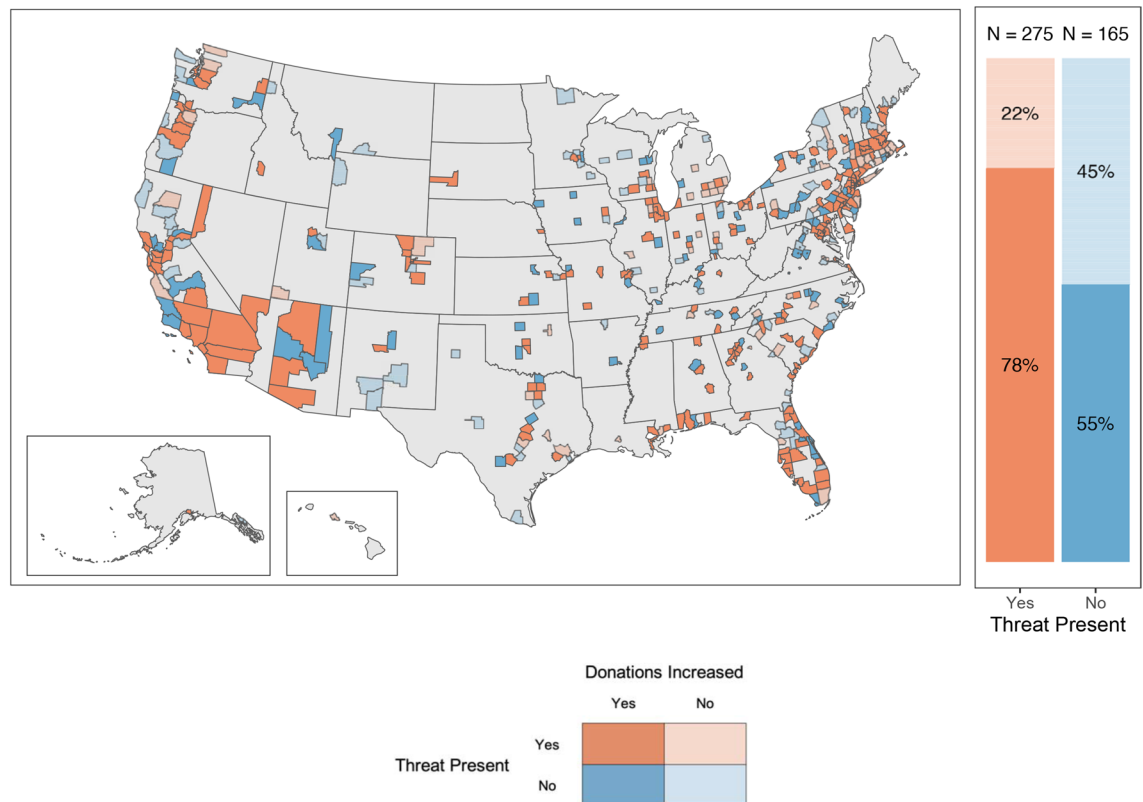 N = 275 N = 165
22%
45%
78%
55%
Yes No
Threat Present
Donations Increased
Yes No
Yes
Threat Present
No